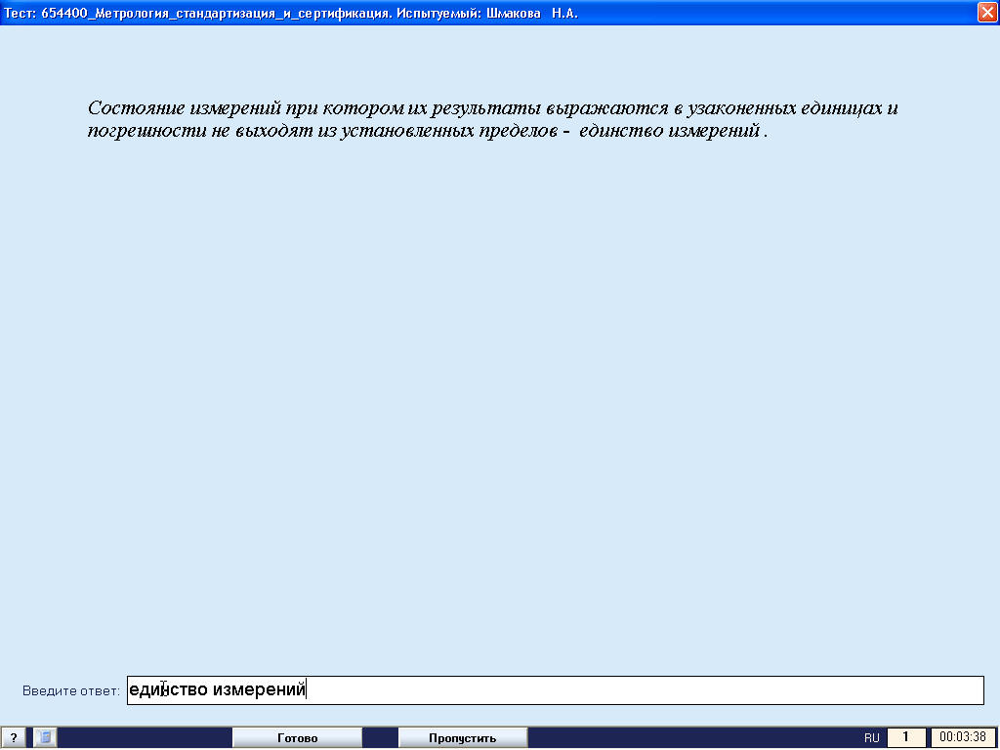 Тест: 654400_Метрология_стандартизация_и_сертификация. Испытуемый: Шмакова Н.А.
Состояние измерений при котором их результаты выражаются в узаконенных единицах и
погрешности не выходят из установленных пределов - единство измерений .
Введите ответ: единство измерений
? Готово Пропустить RU 1 00:03:38